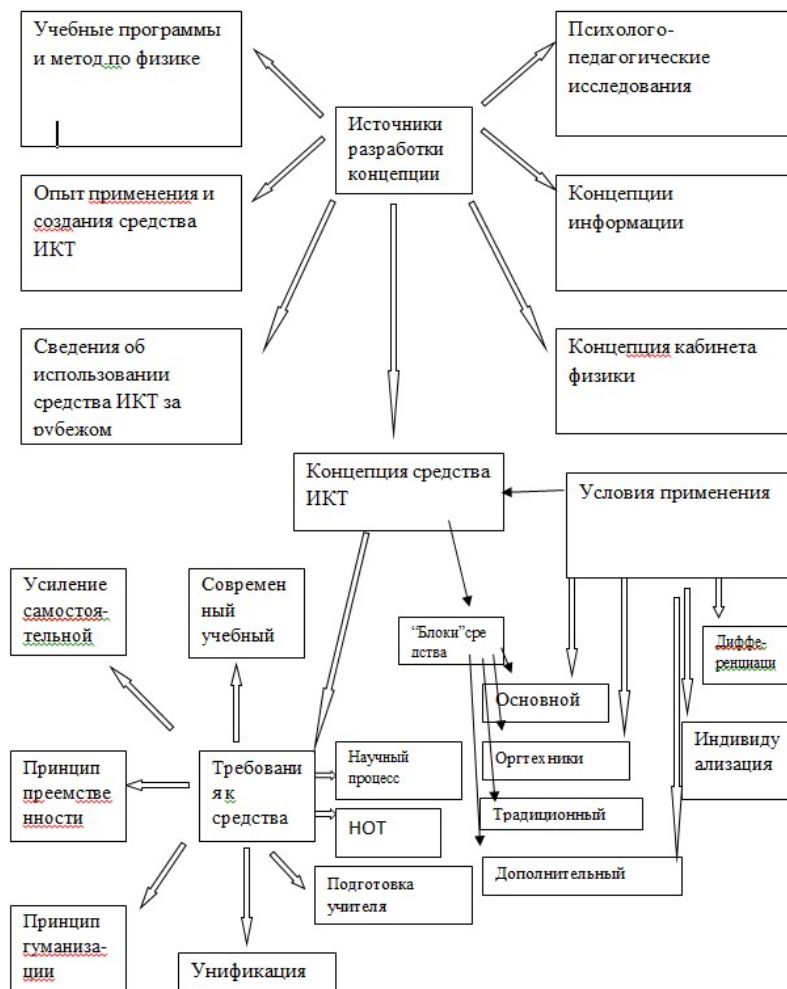 Учебные программы
и метод.по физике
Психолого-
педагогические
исследования
Источники
разработки
концепции
Опыт применения и
создания средства
ИКТ
Концепции
информации
Сведения об
использовании
средства ИКТ за
рубежом
Концепция кабинета
физики
Концепция средства
ИКТ
Условия применения
Усиление
самостоя-
тельной
Современ
ный
учебный
“Блоки”сре
дства
Диффе-
ренциаци
Основной
Индивиду
ализация
Оргтехники
Традиционный
Дополнительный
Принцип
преемстве
нности
Требовани
я к
средства
Научный
процесс
НОТ
Подготовка
учителя
Принцип
гуманиза-
ции
Унификация